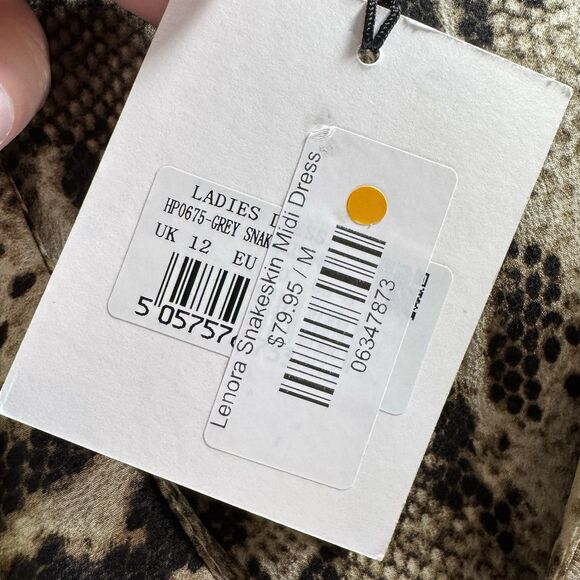 LADIES
HP0675-GREY SNAK
UK 12 EU
5 05757
Lenora Snakeskin Midi Dress
$79.95 / M
06347873